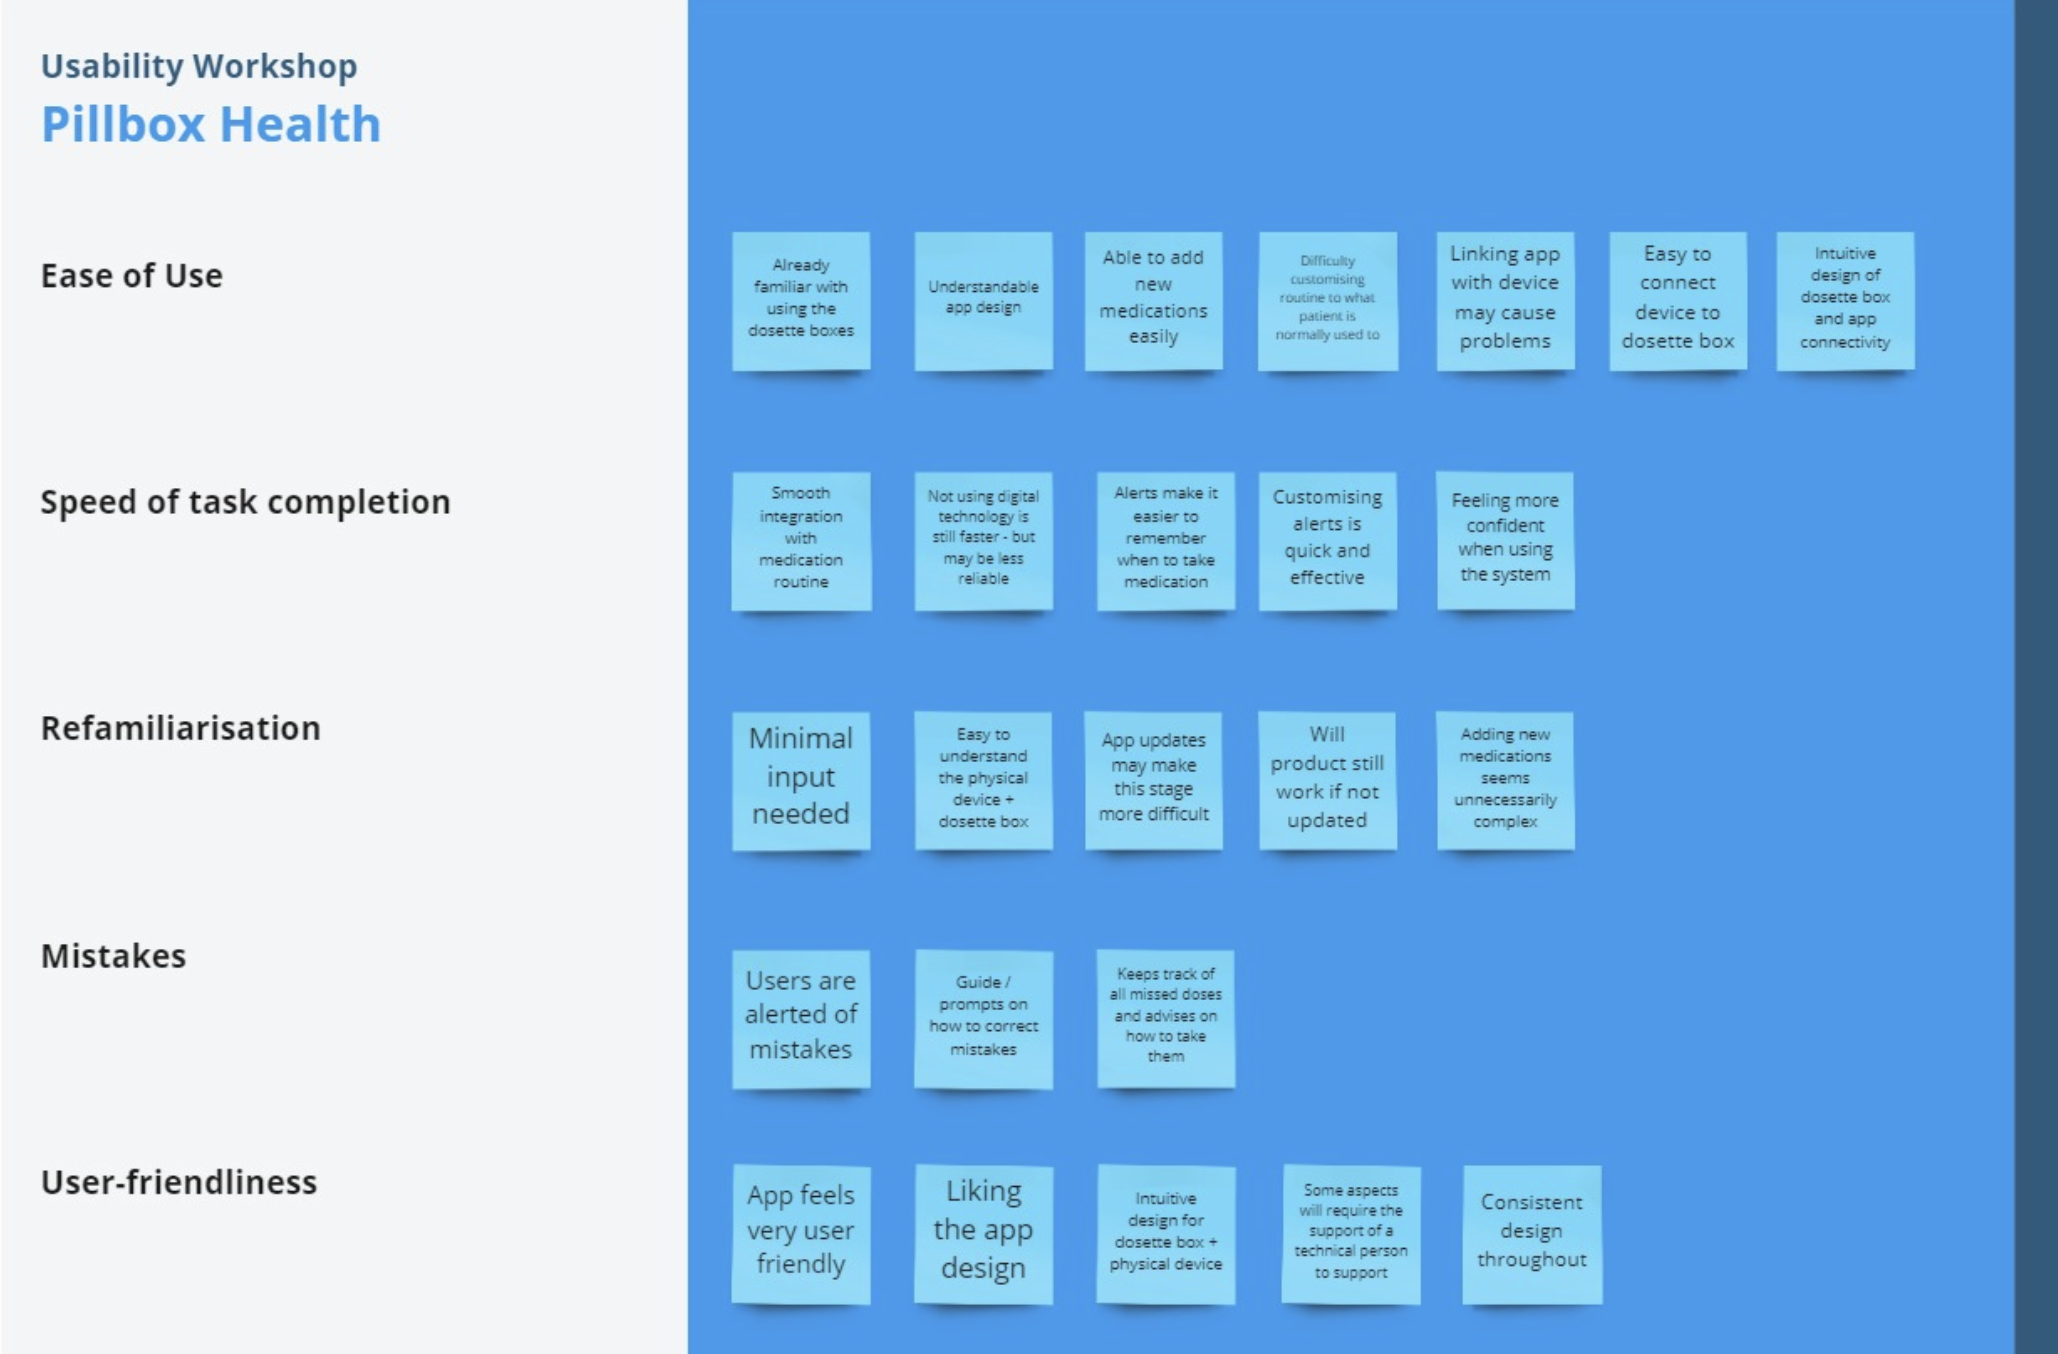 Usability Workshop
Pillbox Health
Ease of Use
Already
familiar with
using the
dosette boxes
Understandable
app design
Able to add
new
medications
easily
Difficulty
customising
routine to what
patient is
normally used to
Linking app
with device
may cause
problems
Easy to
connect
device to
dosette box
Intuitive
design of
dosette box
and app
connectivity
Speed of task completion
Smooth
integration
with
medication
routine
Not using digital
technology is
still faster - but
may be less
reliable
Alerts make it
easier to
remember
when to take
medication
Customising
alerts is
quick and
effective
Feeling more
confident
when using
the system
Refamiliarisation
Minimal
input
needed
Easy to
understand
the physical
device +
dosette box
App updates
may make
this stage
more difficult
Will
product still
work if not
updated
Adding new
medications
seems
unnecessarily
complex
Mistakes
Users are
alerted of
mistakes
Guide /
prompts on
how to correct
mistakes
Keeps track of
all missed doses
and advises on
how to take
them
User-friendliness
App feels
very user
friendly
Liking
the app
design
Intuitive
design for
dosette box +
physical device
Some aspects
will require the
support of a
technical person
to support
Consistent
design
throughout